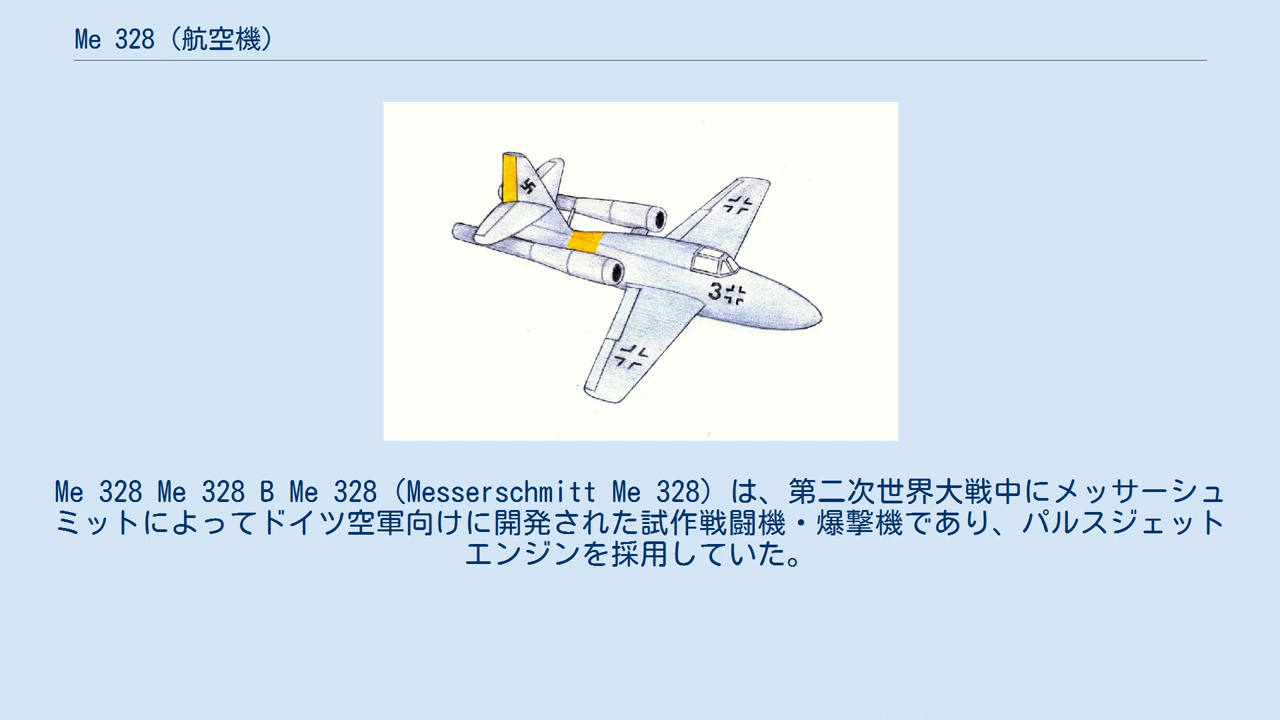 Me 328（航空機）
3
Me 328 Me 328 B Me 328（Messerschmitt Me 328）は、第二次世界大戦中にメッサーシュ
ミットによってドイツ空軍向けに開発された試作戦闘機・爆撃機であり、パルスジェット
エンジンを採用していた。